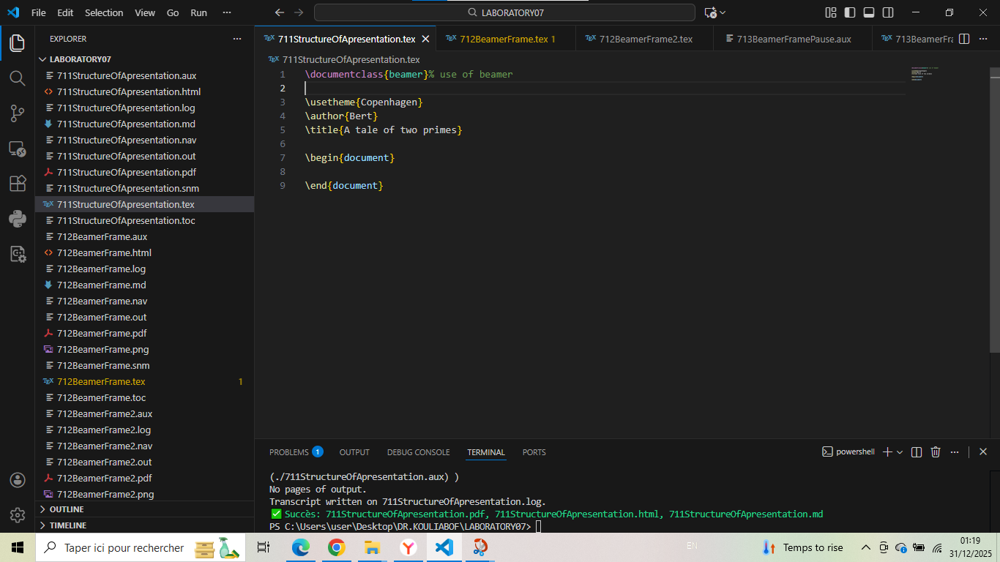 File Edit Selection View Go Run ··· LABORATORY07
EXPLORER ···
LABORATORY07
711StructureOfApresentation.aux
711StructureOfApresentation.html
711StructureOfApresentation.log
711StructureOfApresentation.md
711StructureOfApresentation.nav
711StructureOfApresentation.out
711StructureOfApresentation.pdf
711StructureOfApresentation.snm
TEX 711StructureOfApresentation.tex
711StructureOfApresentation.toc
712BeamerFrame.aux
712BeamerFrame.html
712BeamerFrame.log
712BeamerFrame.md
712BeamerFrame.nav
712BeamerFrame.out
712BeamerFrame.pdf
712BeamerFrame.png
712BeamerFrame.snm
TEX 712BeamerFrame.tex 1
712BeamerFrame.toc
712BeamerFrame2.aux
712BeamerFrame2.log
712BeamerFrame2.nav
712BeamerFrame2.out
712BeamerFrame2.pdf
712BeamerFrame2.png
OUTLINE
TIMELINE
TEX 711StructureOfApresentation.tex TEX 712BeamerFrame.tex 1 TEX 712BeamerFrame2.tex 713BeamerFramePause.aux TEX 713BeamerFra ···
TEX 711StructureOfApresentation.tex
1 \documentclass{beamer}% use of beamer
2
3 \usetheme{Copenhagen}
4 \author{Bert}
5 \title{A tale of two primes}
6
7 \begin{document}
8
9 \end{document}
PROBLEMS 1 OUTPUT DEBUG CONSOLE TERMINAL PORTS powershell ···
(./711StructureOfApresentation.aux) )
No pages of output.
Transcript written on 711StructureOfApresentation.log.
✅ Succès: 711StructureOfApresentation.pdf, 711StructureOfApresentation.html, 711StructureOfApresentation.md
PS C:\Users\user\Desktop\DR.KOULIABOF\LABORATORY07>
Taper ici pour rechercher EN Temps to rise 01:19
31/12/2025